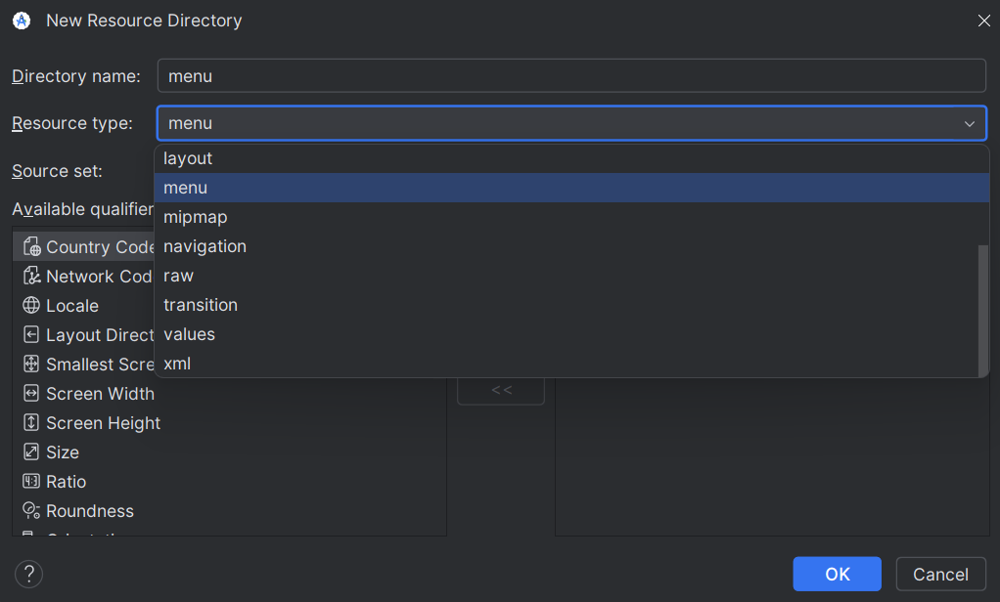 New Resource Directory
Directory name: menu
Resource type: menu
layout
Source set:
menu
Available qualifier
mipmap
Country Code
navigation
Network Cod
raw
Locale
transition
Layout Direct
values
Smallest Scre
xml
Screen Width
<<
Screen Height
Size
Ratio
Roundness
? OK Cancel